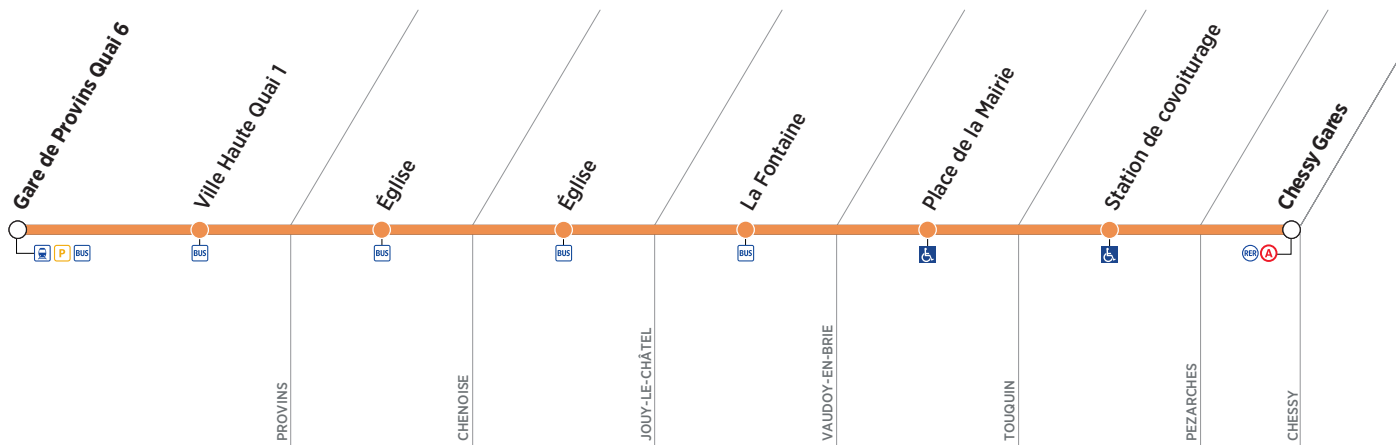 Gare de Provins Quai 6
Ville Haute Quai 1
Église
Église
La Fontaine
Place de la Mairie
Station de covoiturage
Chessy Gares
P BUS
BUS
BUS
BUS
BUS
RER A
PROVINS
CHENOISE
JOUY-LE-CHÂTEL
VAUDOY-EN-BRIE
TOUQUIN
PEZARCHES
CHESSY